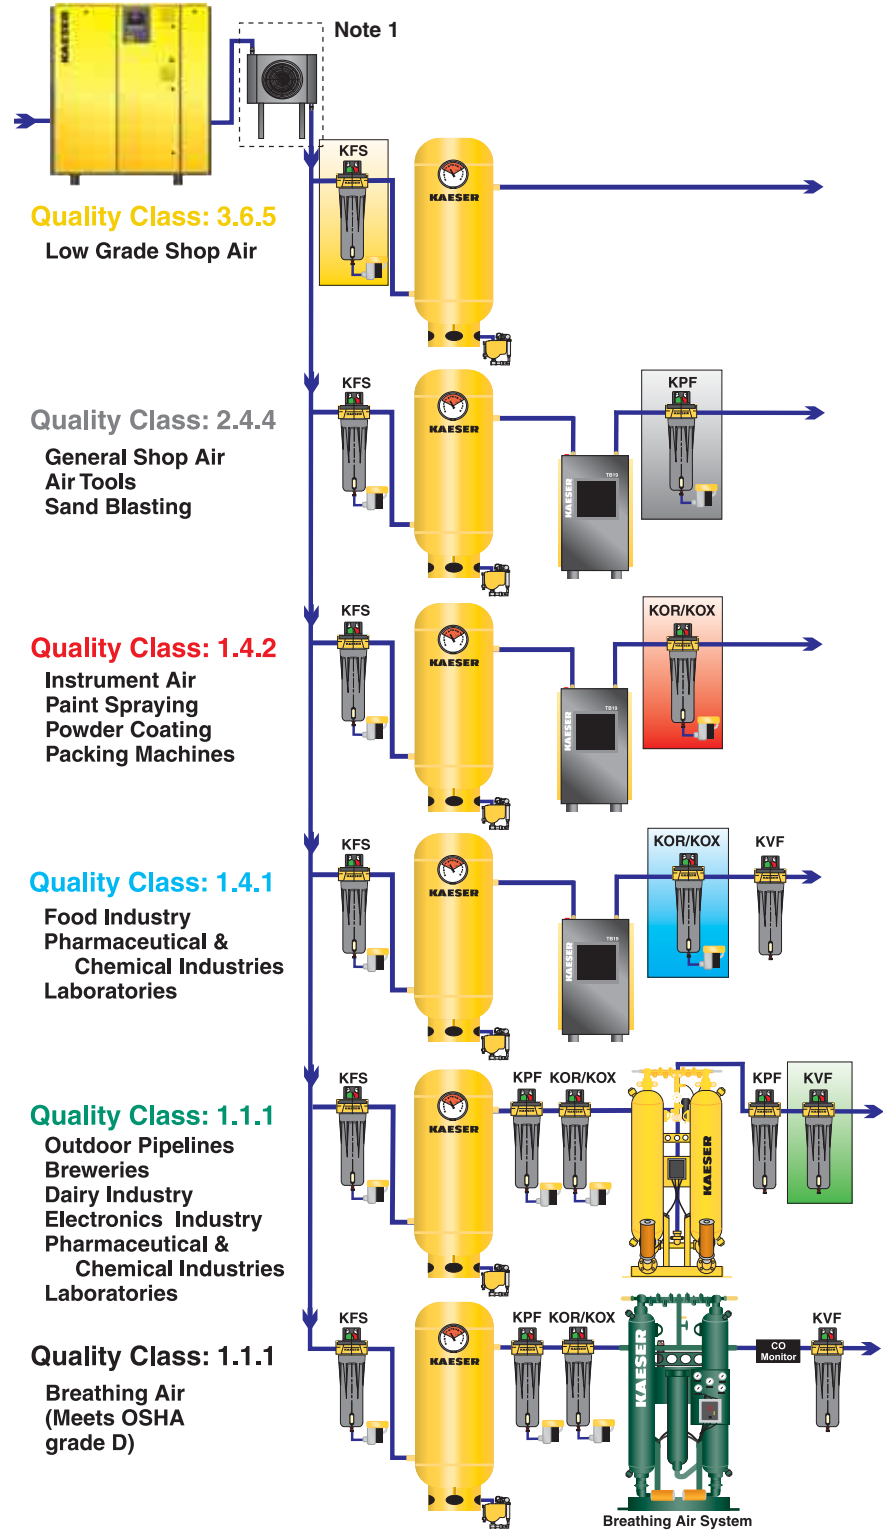 KAESER
Note 1
KFS
KAESER
Quality Class: 3.6.5
Low Grade Shop Air
KFS
KPF
KAESER
Quality Class: 2.4.4
General Shop Air
Air Tools
Sand Blasting
TB19
KAESER
KFS
KOR/KOX
KAESER
Quality Class: 1.4.2
Instrument Air
Paint Spraying
Powder Coating
Packing Machines
TB19
KAESER
KFS
KOR/KOX
KVF
KAESER
Quality Class: 1.4.1
Food Industry
Pharmaceutical &
Chemical Industries
Laboratories
TB19
KAESER
KFS
KPF
KOR/KOX
KPF
KVF
KAESER
KAESER
Quality Class: 1.1.1
Outdoor Pipelines
Breweries
Dairy Industry
Electronics Industry
Pharmaceutical &
Chemical Industries
Laboratories
KFS
KPF
KOR/KOX
KVF
KAESER
KAESER
CO
Monitor
Quality Class: 1.1.1
Breathing Air
(Meets OSHA
grade D)
Breathing Air System